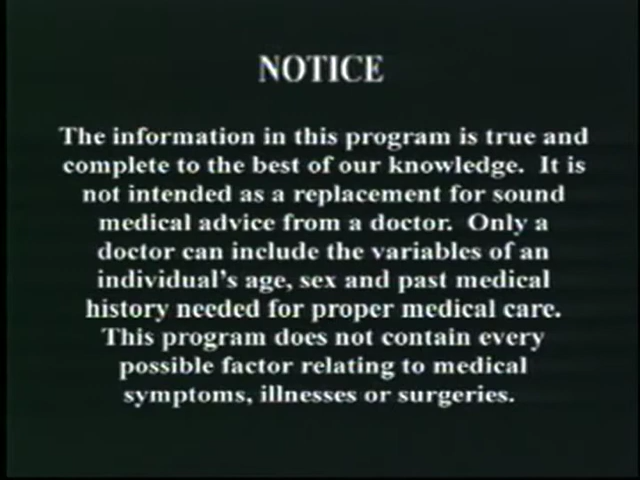 NOTICE
The information in this program is true and
complete to the best of our knowledge. It is
not intended as a replacement for sound
medical advice from a doctor. Only a
doctor can include the variables of an
individual's age, sex and past medical
history needed for proper medical care.
This program does not contain every
possible factor relating to medical
symptoms, illnesses or surgeries.